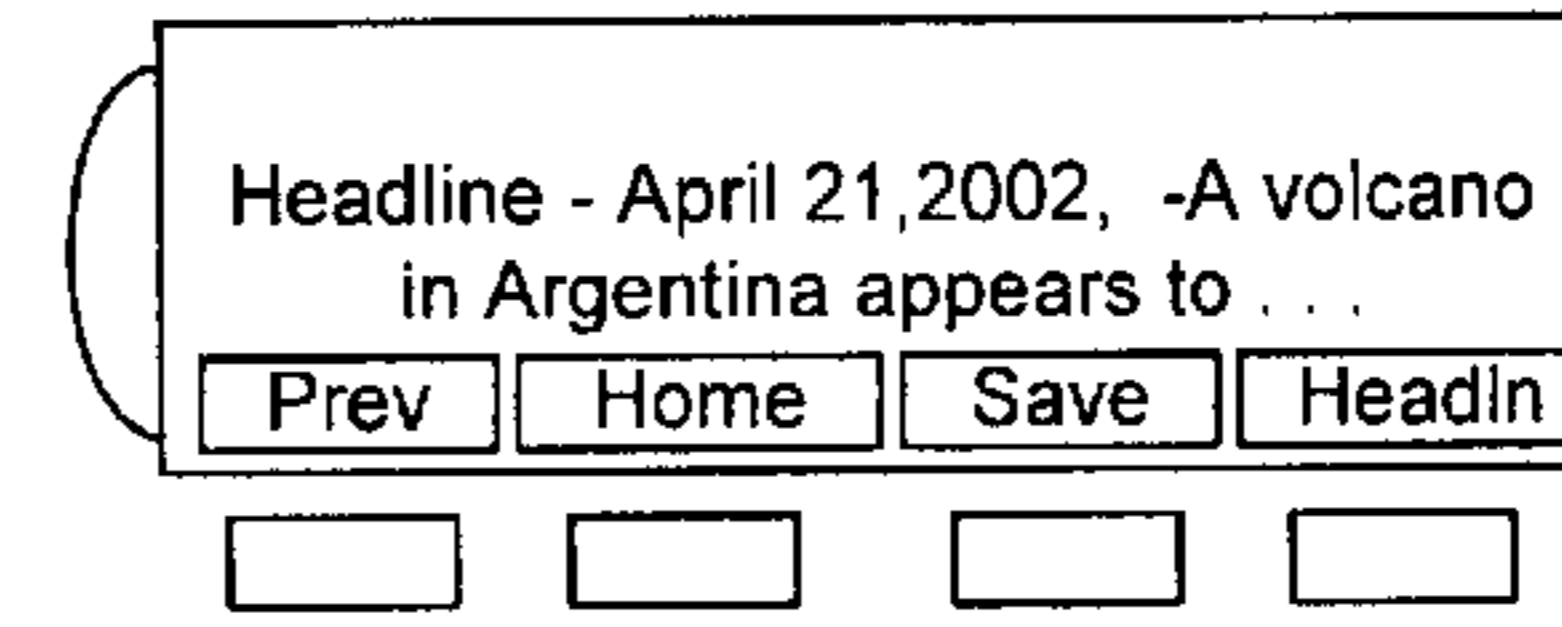 Headline - April 21,2002, -A volcano
in Argentina appears to . . .
Prev Home Save Headln